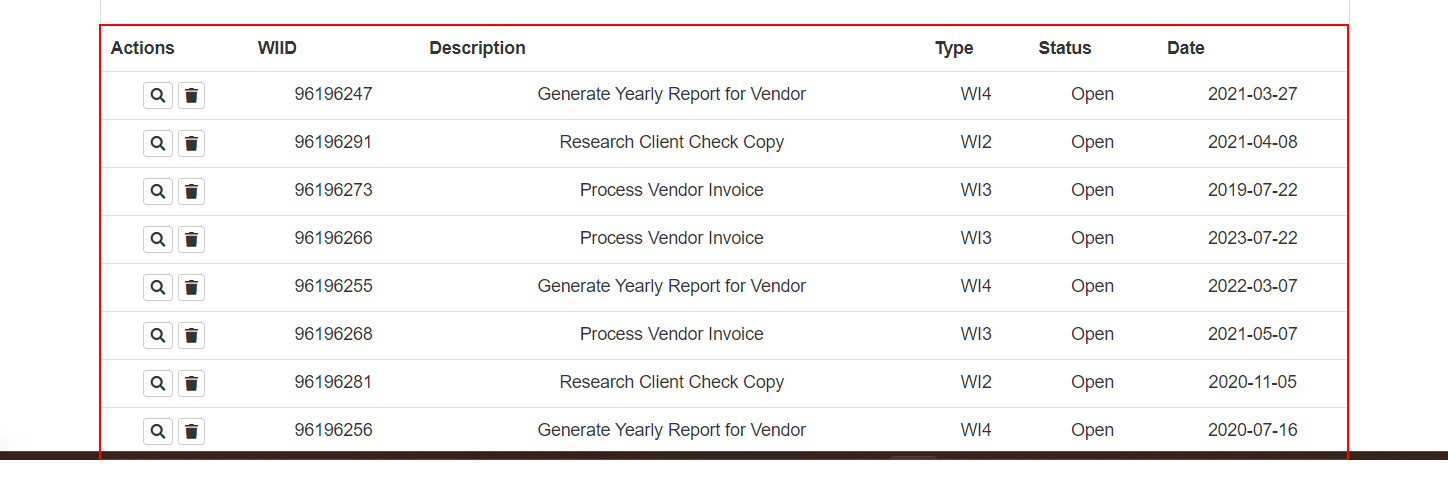 Actions WIID Description Type Status Date
96196247 Generate Yearly Report for Vendor WI4 Open 2021-03-27
96196291 Research Client Check Copy WI2 Open 2021-04-08
96196273 Process Vendor Invoice WI3 Open 2019-07-22
96196266 Process Vendor Invoice WI3 Open 2023-07-22
96196255 Generate Yearly Report for Vendor WI4 Open 2022-03-07
96196268 Process Vendor Invoice WI3 Open 2021-05-07
96196281 Research Client Check Copy WI2 Open 2020-11-05
96196256 Generate Yearly Report for Vendor WI4 Open 2020-07-16